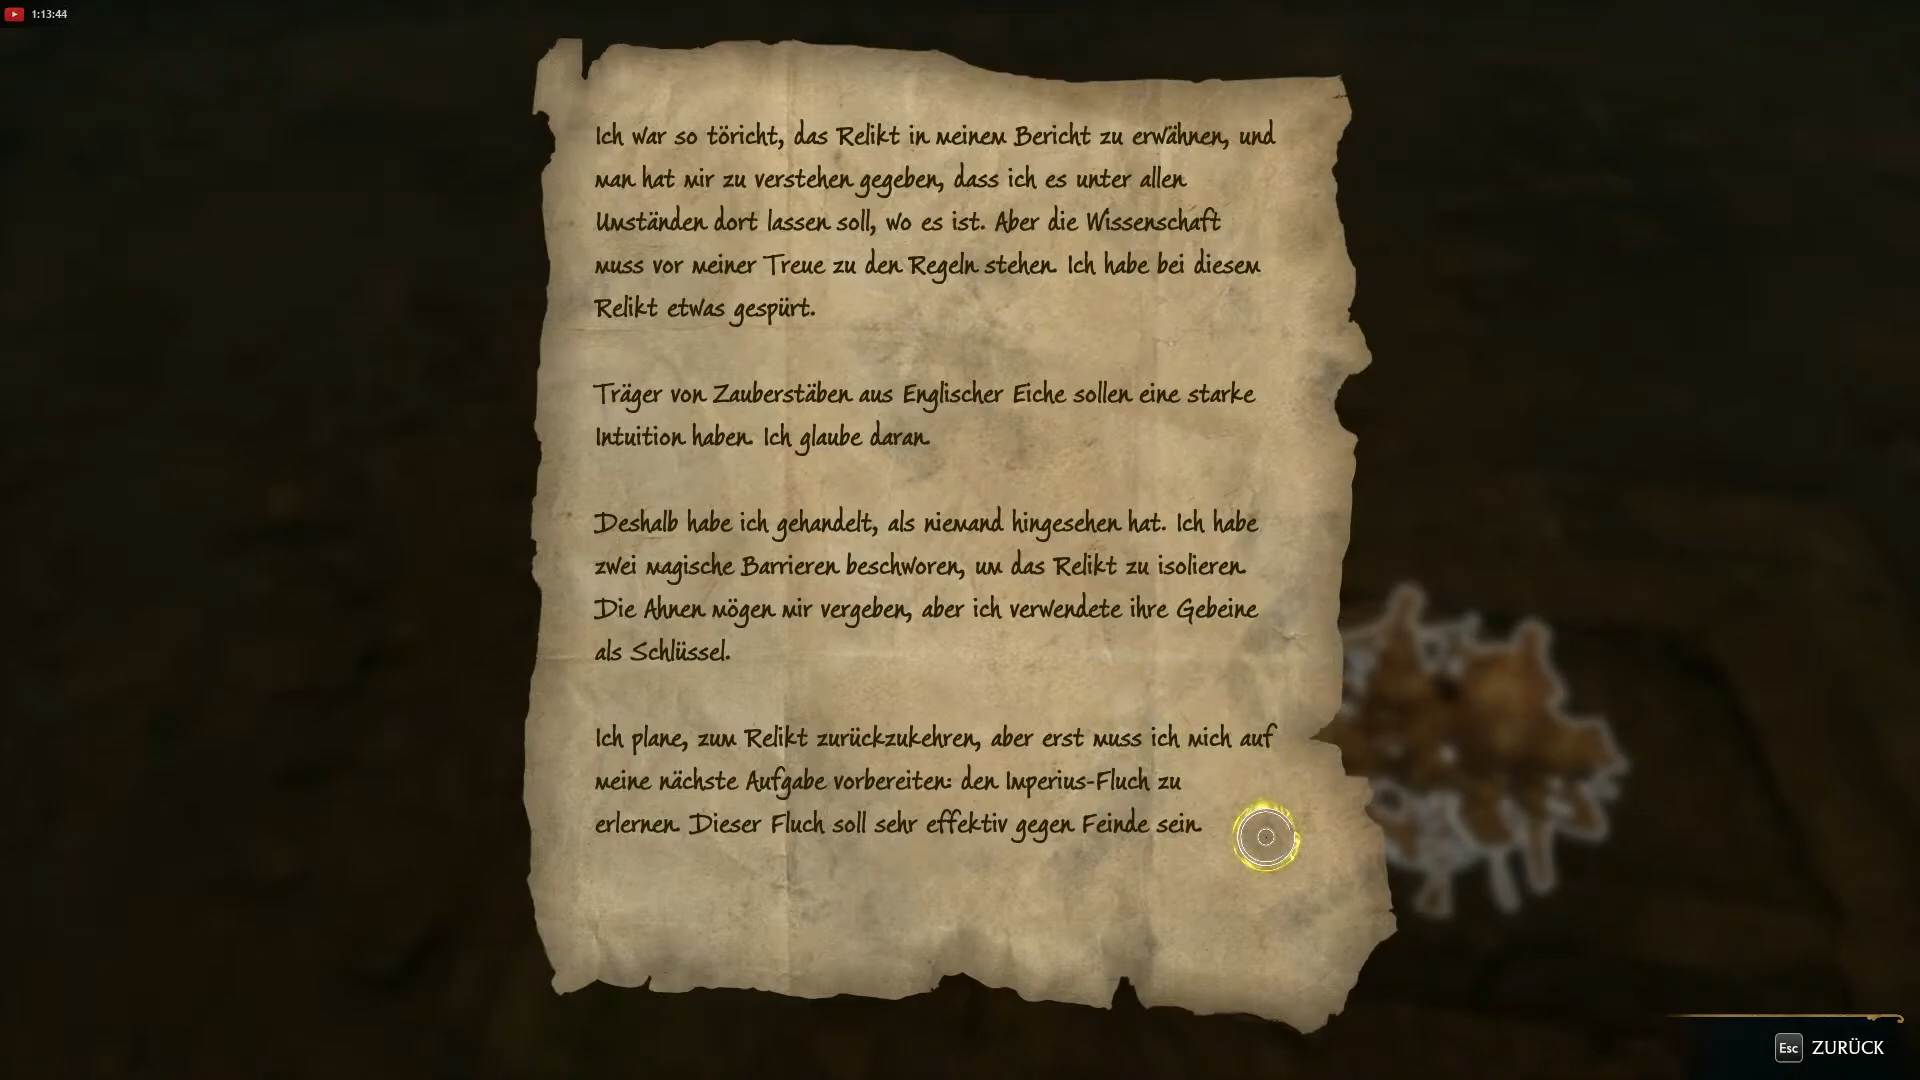 1:13:44
Ich war so töricht, das Relikt in meinem Bericht zu erwähnen, und
man hat mir zu verstehen gegeben, dass ich es unter allen
Umständen dort lassen soll, wo es ist. Aber die Wissenschaft
muss vor meiner Treue zu den Regeln stehen. Ich habe bei diesem
Relikt etwas gespürt.
Träger von Zauberstäben aus Englischer Eiche sollen eine starke
Intuition haben. Ich glaube daran.
Deshalb habe ich gehandelt, als niemand hingesehen hat. Ich habe
zwei magische Barrieren beschworen, um das Relikt zu isolieren.
Die Ahnen mögen mir vergeben, aber ich verwendete ihre Gebeine
als Schlüssel.
Ich plane, zum Relikt zurückzukehren, aber erst muss ich mich auf
meine nächste Aufgabe vorbereiten: den Imperius-Fluch zu
erlernen. Dieser Fluch soll sehr effektiv gegen Feinde sein.
Esc ZURÜCK